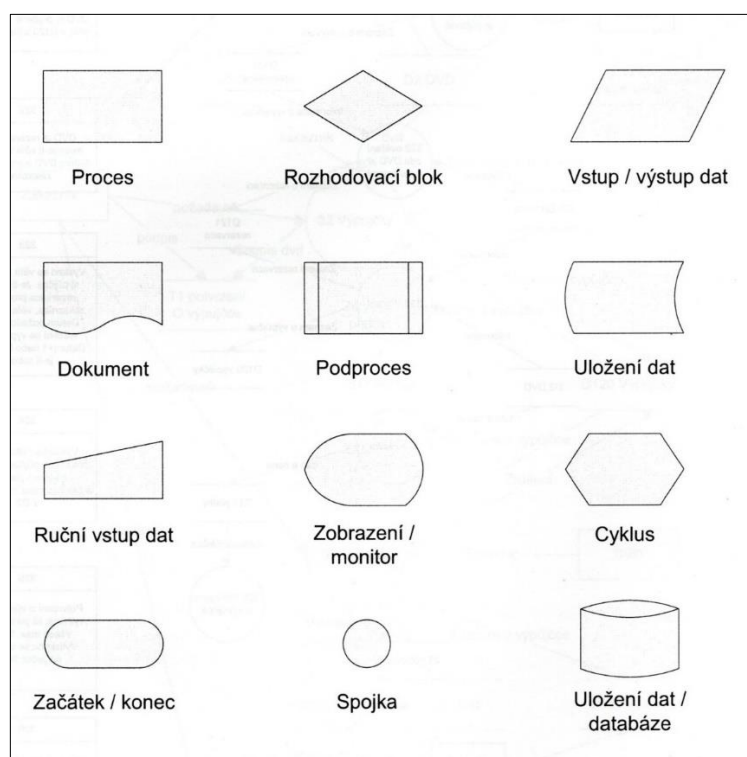 Proces
Rozhodovací blok
Vstup / výstup dat
Dokument
Podproces
Uložení dat
Ruční vstup dat
Zobrazení /
monitor
Cyklus
Začátek / konec
Spojka
Uložení dat /
databáze